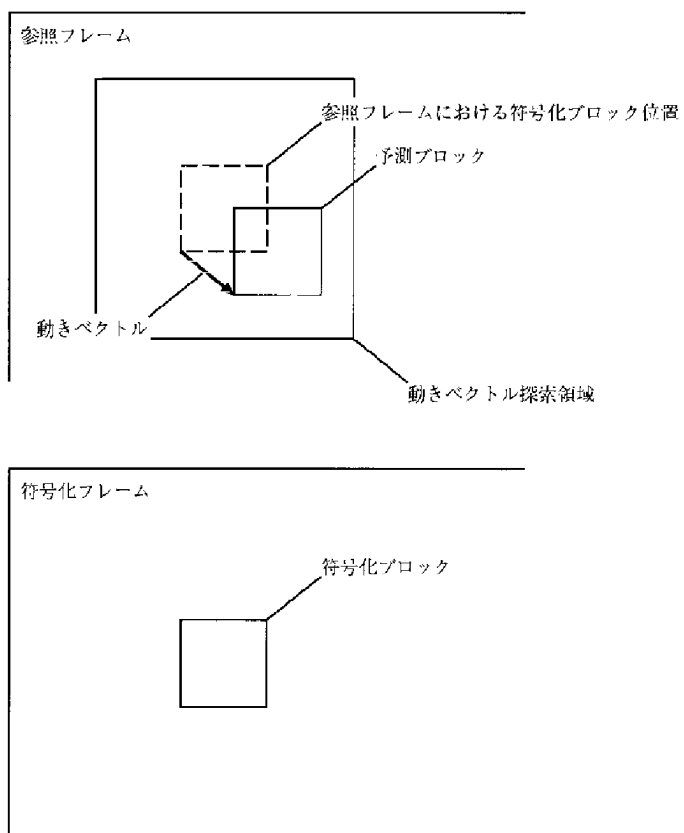 参照フレーム
参照フレームにおける符号化ブロック位置
予測ブロック
動きベクトル
動きベクトル探索領域
符号化フレーム
符号化ブロック